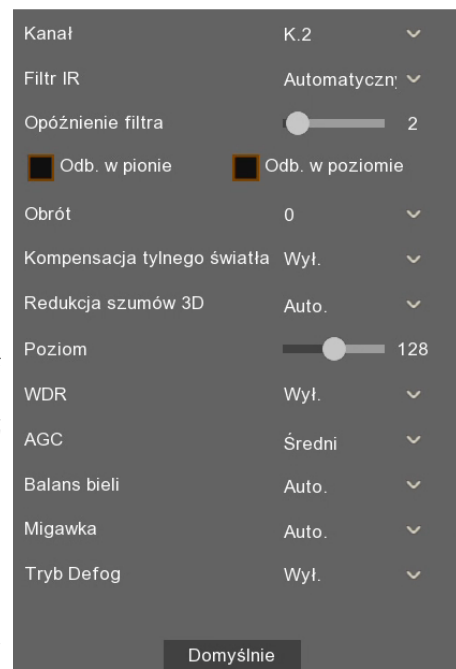 Kanał K.2
Filtr IR Automatyczny
Opóźnienie filtra 2
Odb. w pionie Odb. w poziomie
Obrót 0
Kompensacja tylnego światła Wył.
Redukcja szumów 3D Auto.
Poziom 128
WDR Wył.
AGC Średni
Balans bieli Auto.
Migawka Auto.
Tryb Defog Wył.
Domyślnie